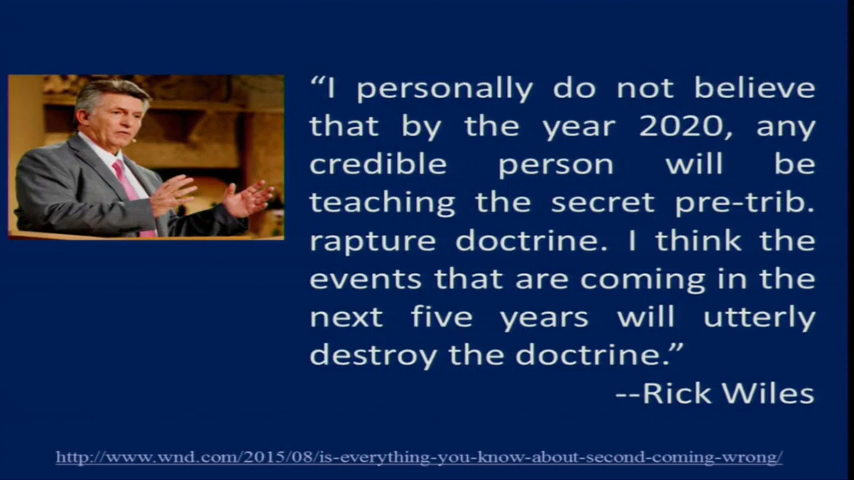 “I personally do not believe
that by the year 2020, any
credible person will be
teaching the secret pre-trib.
rapture doctrine. I think the
events that are coming in the
next five years will utterly
destroy the doctrine.”
--Rick Wiles
http://www.wnd.com/2015/08/is-everything-you-know-about-second-coming-wrong/